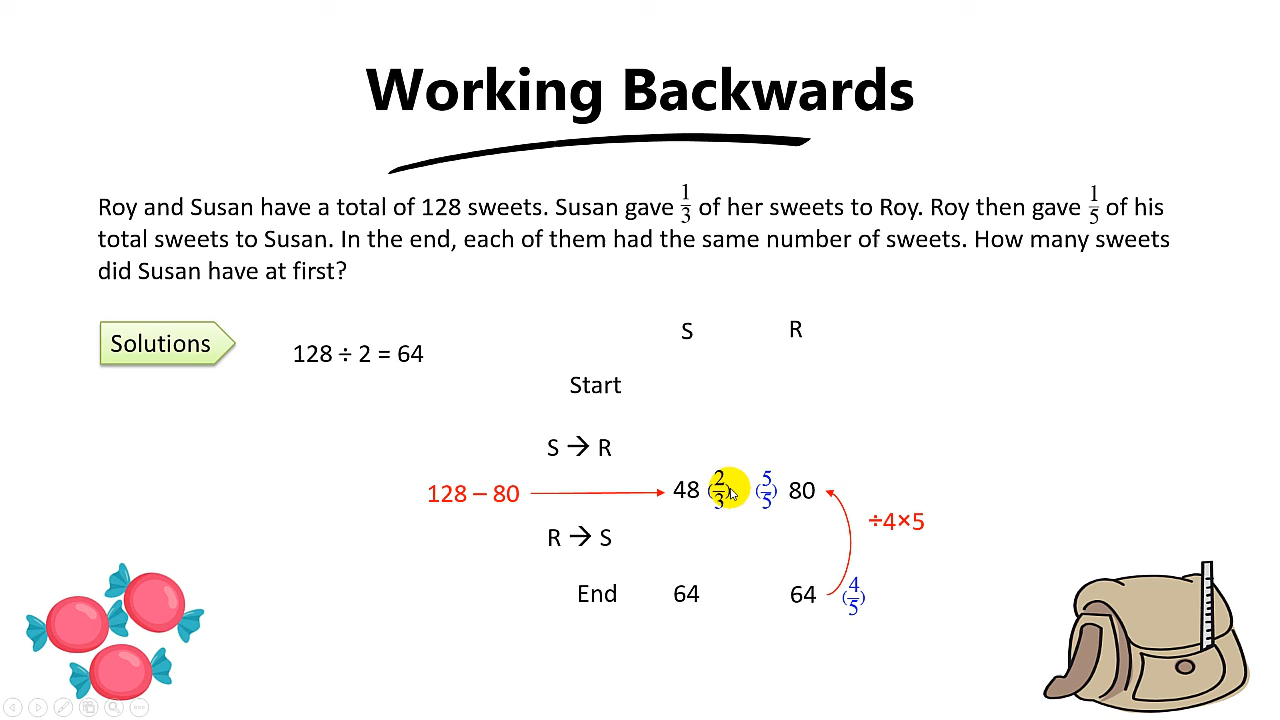 Working Backwards
Roy and Susan have a total of 128 sweets. Susan gave 1/3 of her sweets to Roy. Roy then gave 1/5 of his
total sweets to Susan. In the end, each of them had the same number of sweets. How many sweets
did Susan have at first?
Solutions
128 ÷ 2 = 64
S R
Start
S → R
128 – 80 48 (2/3) (5/5) 80
÷4×5
R → S
End 64 64 (4/5)